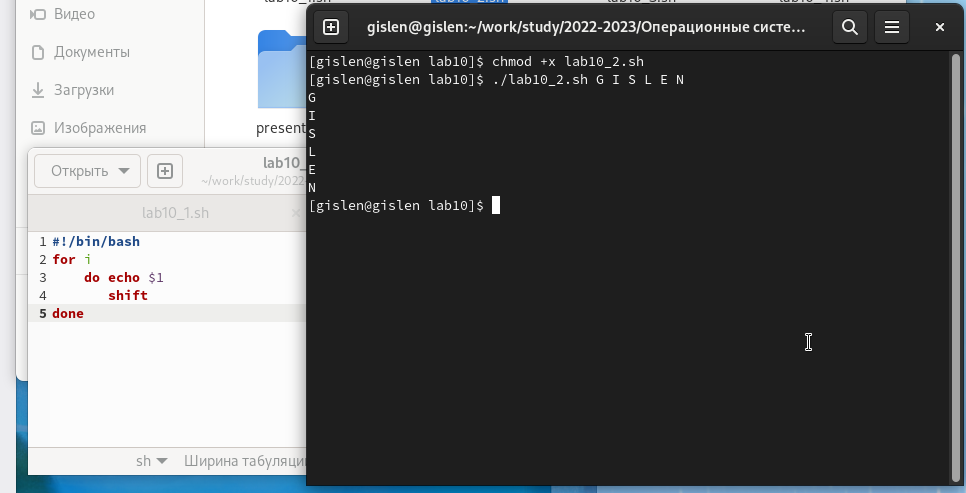 Видео
Документы
Загрузки
Изображения
present
Открыть
lab10_
~/work/study/2022-
lab10_1.sh
1 #!/bin/bash
2 for i
3     do echo $1
4        shift
5 done
sh
Ширина табуляци
gislen@gislen:~/work/study/2022-2023/Операционные систе…
[gislen@gislen lab10]$ chmod +x lab10_2.sh
[gislen@gislen lab10]$ ./lab10_2.sh G I S L E N
G
I
S
L
E
N
[gislen@gislen lab10]$